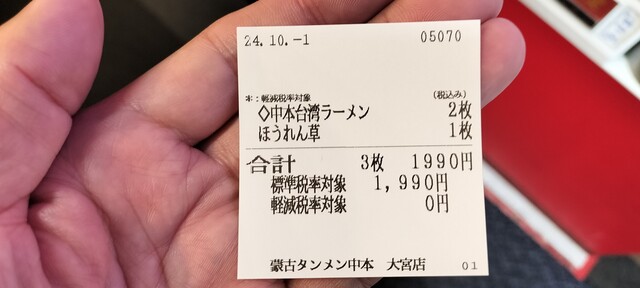 24.10.-1 05070
*：軽減税率対象 (税込み)
◇中本台湾ラーメン 2枚
ほうれん草 1枚
合計 3枚 1990円
標準税率対象 1,990円
軽減税率対象 0円
蒙古タンメン中本 大宮店 01